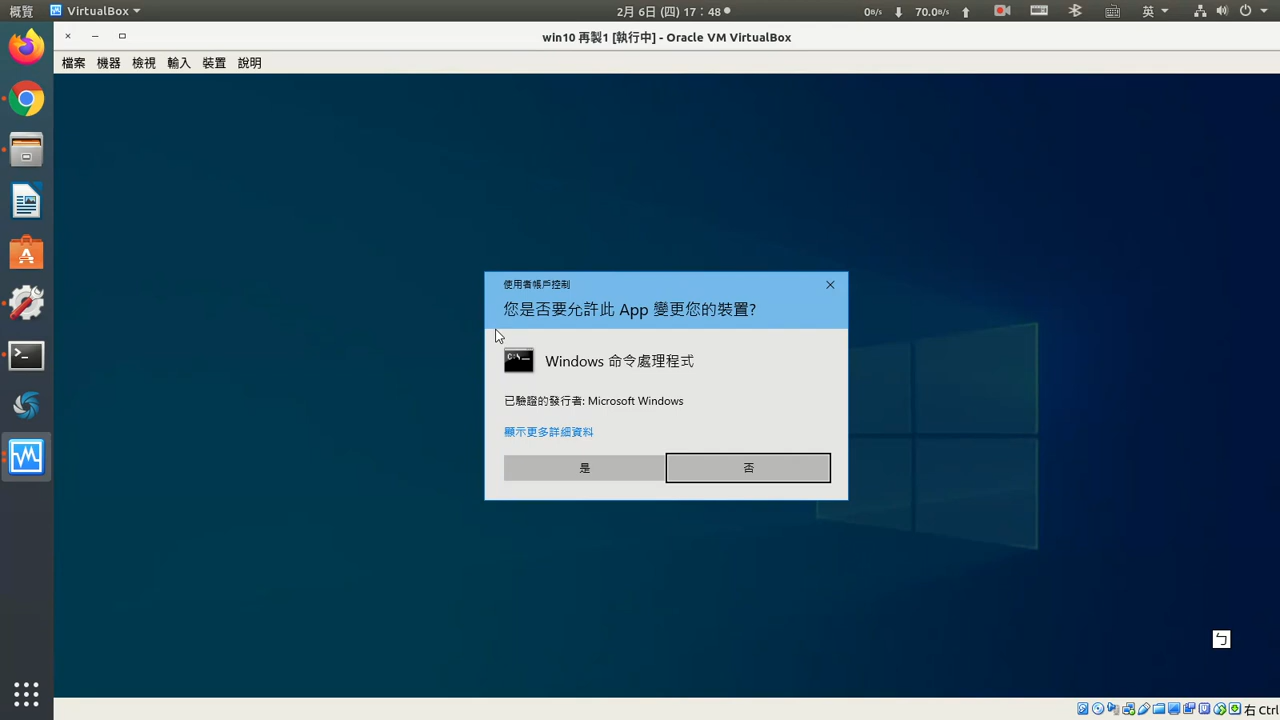 概覽
VirtualBox
2月 6日 (四) 17：48
0B/s
70.0B/s
英
win10 再製1 [執行中] - Oracle VM VirtualBox
檔案 機器 檢視 輸入 裝置 說明
使用者帳戶控制
您是否要允許此 App 變更您的裝置?
C:\_
Windows 命令處理程式
已驗證的發行者: Microsoft Windows
顯示更多詳細資料
是
否
ㄅ
右 Ctrl